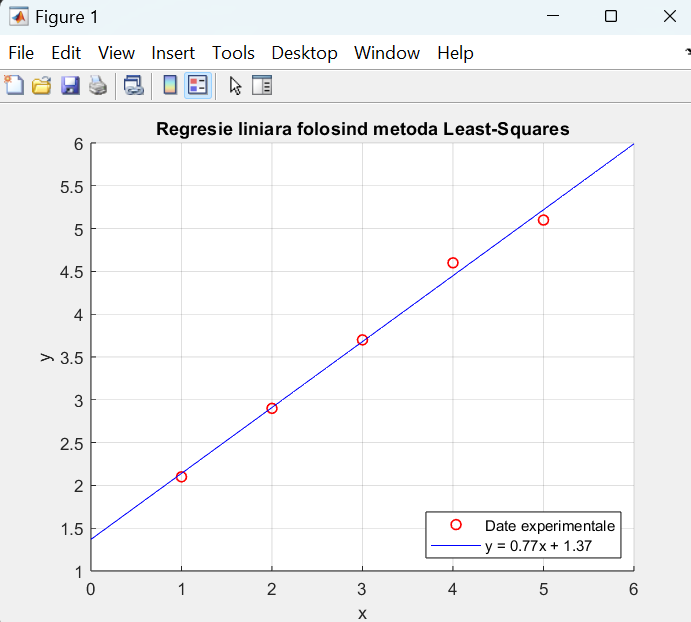 Figure 1
File Edit View Insert Tools Desktop Window Help
Regresie liniara folosind metoda Least-Squares
6
5.5
5
4.5
4
3.5
3
2.5
2
1.5
1
y
Date experimentale
y = 0.77x + 1.37
0 1 2 3 4 5 6
x